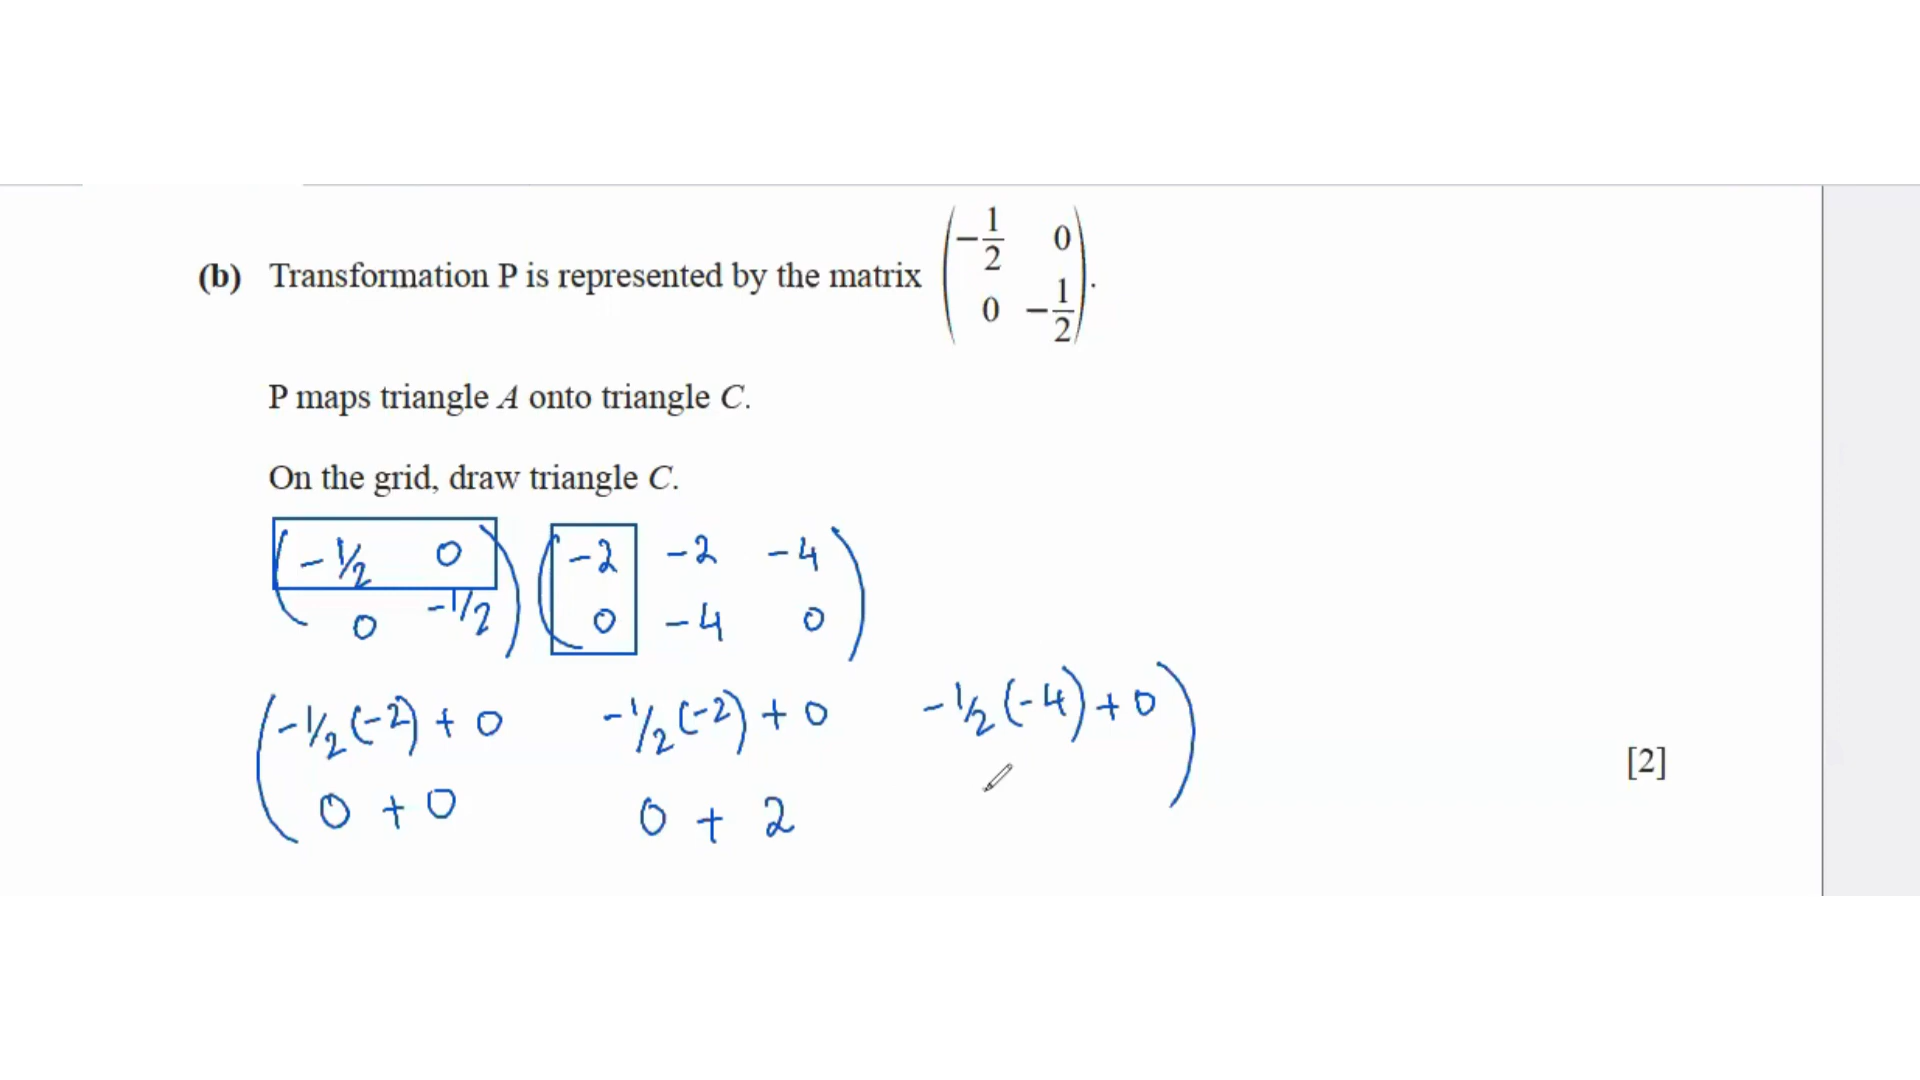 (b) Transformation P is represented by the matrix (-1/2 0 0 -1/2).
P maps triangle A onto triangle C.
On the grid, draw triangle C.
(-1/2 0) (-2 -2 -4)
(0 -1/2) (0 -4 0)
(-1/2(-2) + 0 -1/2(-2) + 0 -1/2(-4) + 0)
[2]
0 + 0 0 + 2